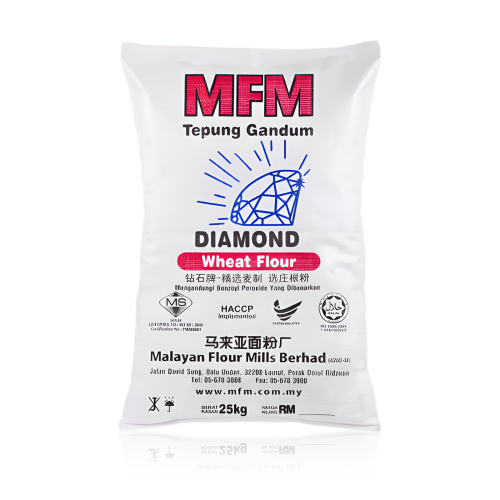 MFM
Tepung Gandum
DIAMOND
Wheat Flour
钻石牌-精选麦制 选庄根粉
Mengandungi Benzoyl Peroxide Yang Dibenarkan
MS
HACCP
Implemented
马来亚面粉厂
Malayan Flour Mills Berhad (4260-M)
Jalan David Sung, Batu Undan, 32200 Lumut, Perak Darul Ridzuan
Tel: 05-678 3888 Fax: 05-678 3990
www.mfm.com.my
25kg
RM